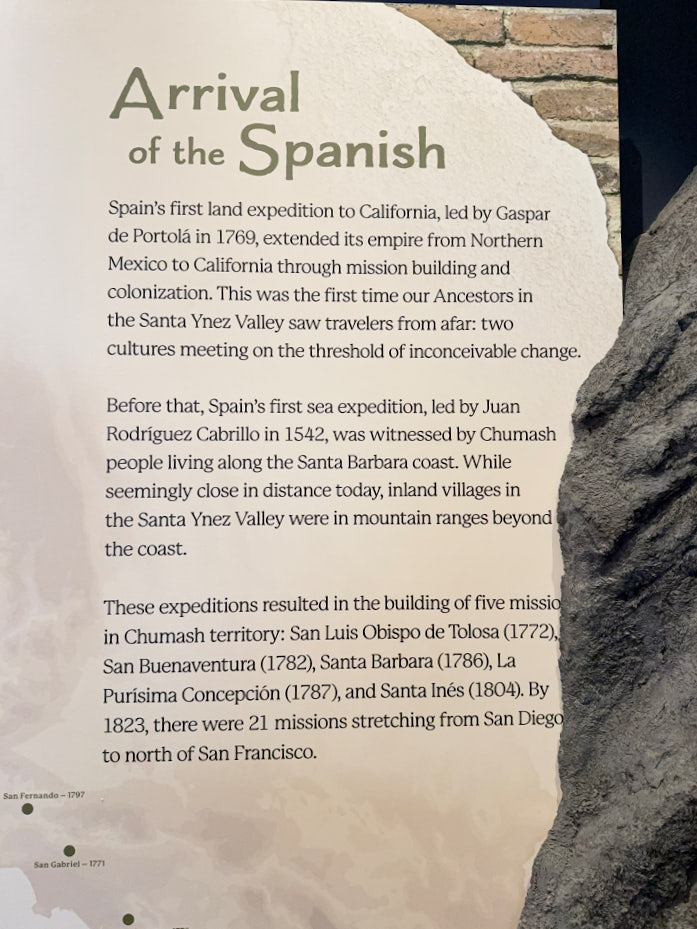 Arrival
of the Spanish
Spain's first land expedition to California, led by Gaspar
de Portolá in 1769, extended its empire from Northern
Mexico to California through mission building and
colonization. This was the first time our Ancestors in
the Santa Ynez Valley saw travelers from afar: two
cultures meeting on the threshold of inconceivable change.
Before that, Spain's first sea expedition, led by Juan
Rodríguez Cabrillo in 1542, was witnessed by Chumash
people living along the Santa Barbara coast. While
seemingly close in distance today, inland villages in
the Santa Ynez Valley were in mountain ranges beyond
the coast.
These expeditions resulted in the building of five missio
in Chumash territory: San Luis Obispo de Tolosa (1772),
San Buenaventura (1782), Santa Barbara (1786), La
Purísima Concepción (1787), and Santa Inés (1804). By
1823, there were 21 missions stretching from San Diego
to north of San Francisco.
San Fernando – 1797
San Gabriel – 1771